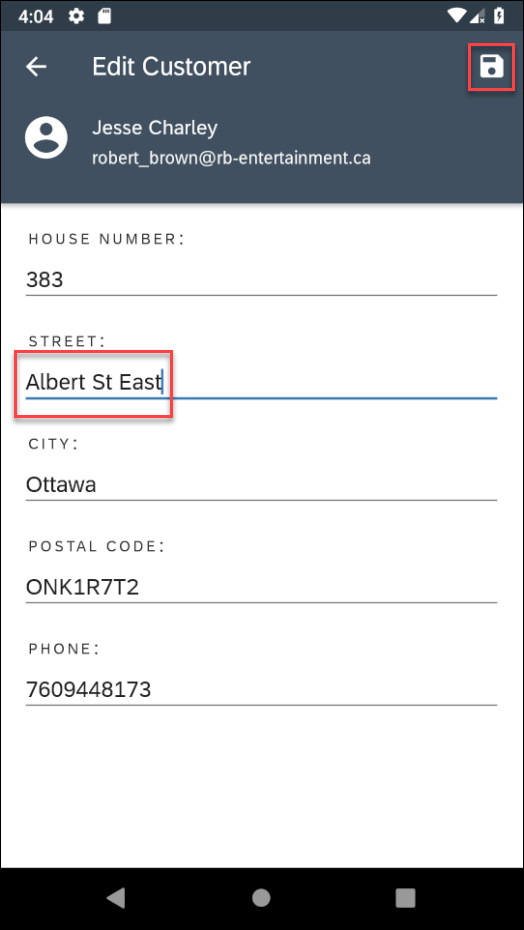 4:04
Edit Customer
Jesse Charley
robert_brown@rb-entertainment.ca
HOUSE NUMBER:
383
STREET:
Albert St East
CITY:
Ottawa
POSTAL CODE:
ONK1R7T2
PHONE:
7609448173